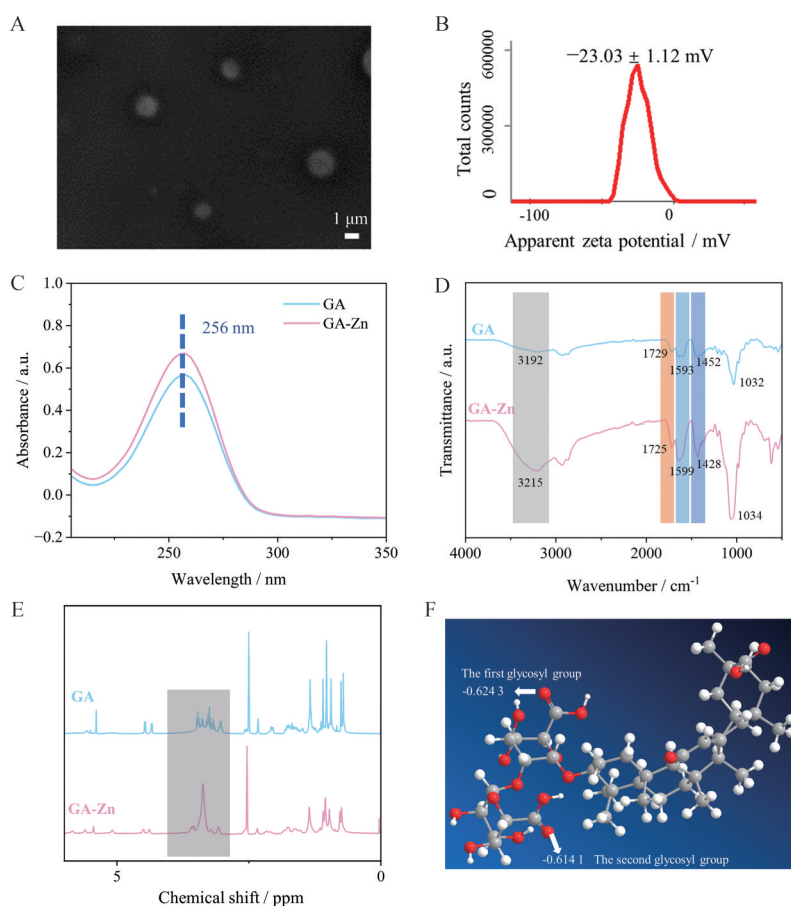 A
1 μm
B
−23.03 ± 1.12 mV
Total counts
600000
300000
0
-100
0
Apparent zeta potential / mV
C
1.0
0.8
0.6
0.4
0.2
0.0
−0.2
Absorbance / a.u.
256 nm
GA
GA-Zn
250
300
350
Wavelength / nm
D
Transmittance / a.u.
GA
3192
1729
1593
1452
1032
GA-Zn
3215
1725
1599
1428
1034
4000
3000
2000
1000
Wavenumber / cm⁻¹
E
GA
GA-Zn
5
0
Chemical shift / ppm
F
The first glycosyl group
-0.624 3
-0.614 1 The second glycosyl group